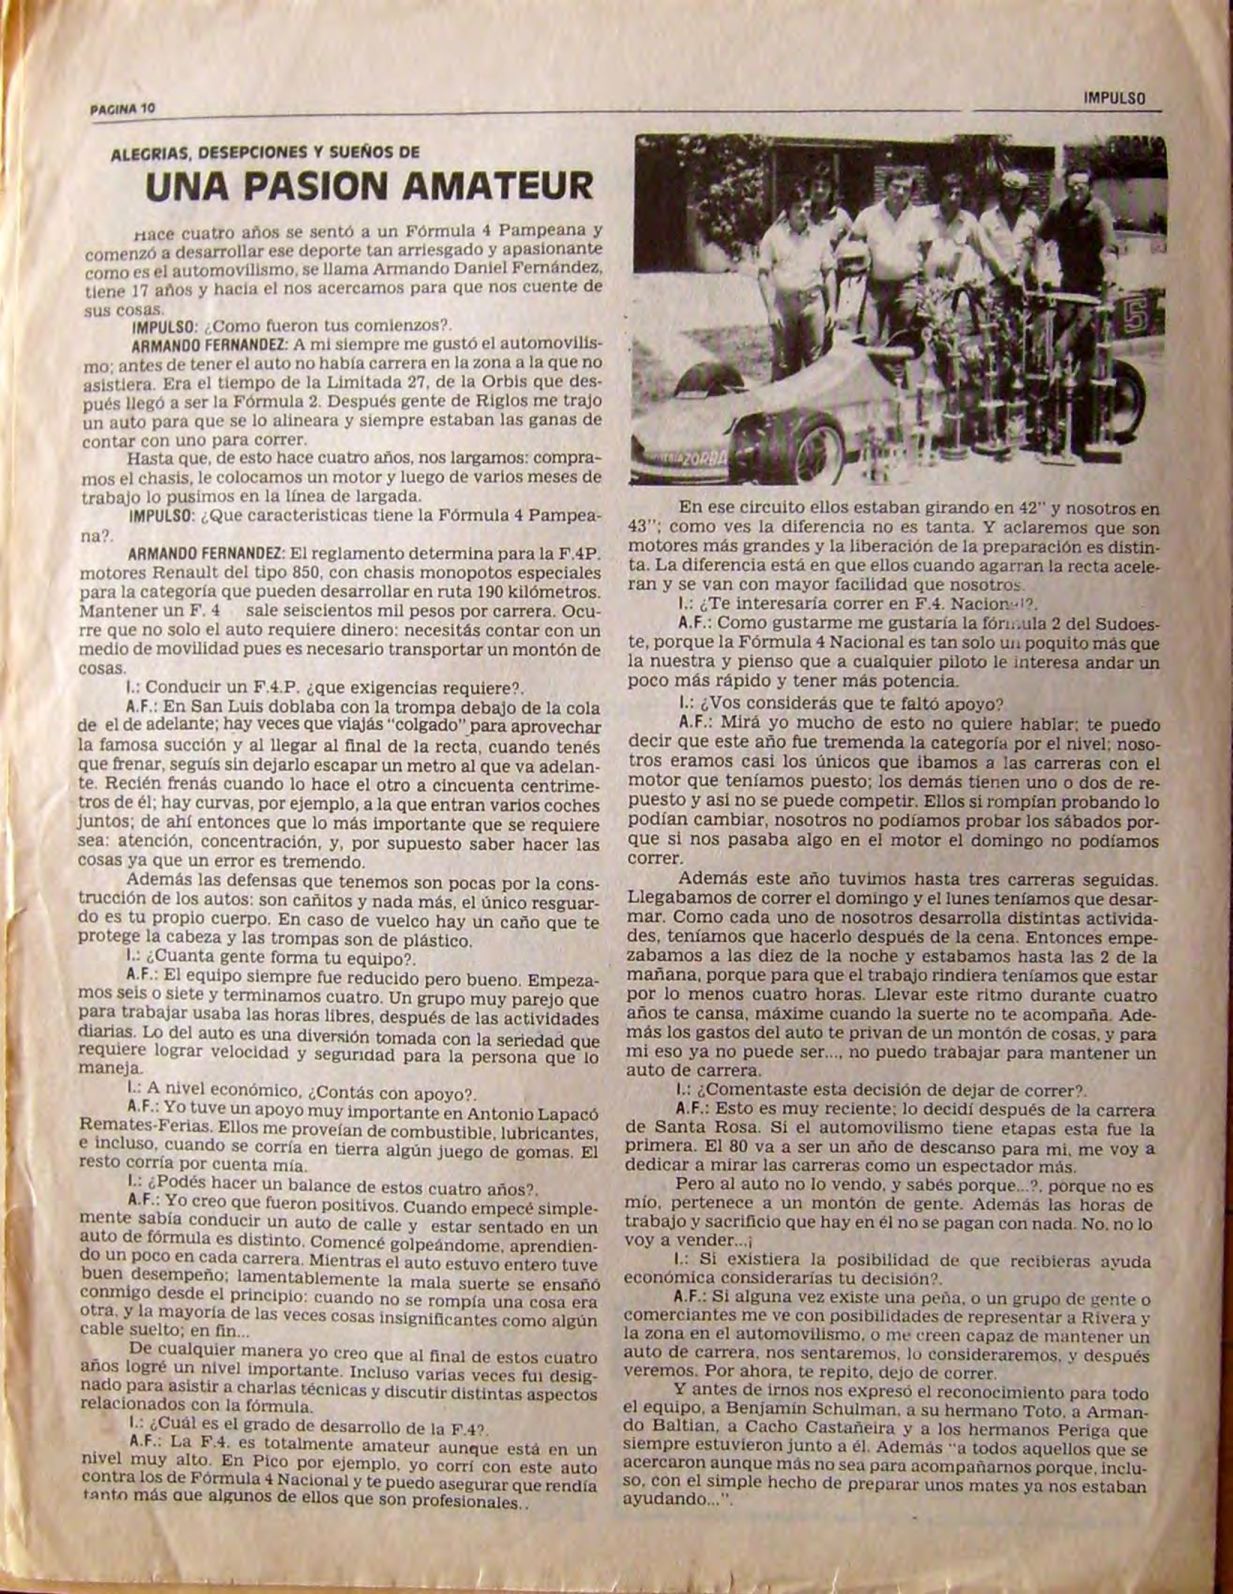 PAGINA 10
IMPULSO
ALEGRIAS, DESEPCIONES Y SUEÑOS DE
UNA PASION AMATEUR
Hace cuatro años se sentó a un Fórmula 4 Pampeana y
comenzó a desarrollar ese deporte tan arriesgado y apasionante
como es el automovilismo, se llama Armando Daniel Fernández,
tiene 17 años y hacia el nos acercamos para que nos cuente de
sus cosas.
IMPULSO: ¿Como fueron tus comienzos?.
ARMANDO FERNANDEZ: A mi siempre me gustó el automovilis-
mo; antes de tener el auto no había carrera en la zona a la que no
asistiera. Era el tiempo de la Limitada 27, de la Orbis que des-
pués llegó a ser la Fórmula 2. Después gente de Riglos me trajo
un auto para que se lo alineara y siempre estaban las ganas de
contar con uno para correr.
Hasta que, de esto hace cuatro años, nos largamos: compra-
mos el chasis, le colocamos un motor y luego de varios meses de
trabajo lo pusimos en la línea de largada.
IMPULSO: ¿Que caracteristicas tiene la Fórmula 4 Pampea-
na?.
ARMANDO FERNANDEZ: El reglamento determina para la F.4P.
motores Renault del tipo 850, con chasis monopotos especiales
para la categoría que pueden desarrollar en ruta 190 kilómetros.
Mantener un F. 4 sale seiscientos mil pesos por carrera. Ocu-
rre que no solo el auto requiere dinero: necesitás contar con un
medio de movilidad pues es necesario transportar un montón de
cosas.
I.: Conducir un F.4.P. ¿que exigencias requiere?.
A.F.: En San Luis doblaba con la trompa debajo de la cola
de el de adelante; hay veces que viajás "colgado" para aprovechar
la famosa succión y al llegar al final de la recta, cuando tenés
que frenar, seguís sin dejarlo escapar un metro al que va adelan-
te. Recién frenás cuando lo hace el otro a cincuenta centríme-
tros de él; hay curvas, por ejemplo, a la que entran varios coches
juntos; de ahí entonces que lo más importante que se requiere
sea: atención, concentración, y, por supuesto saber hacer las
cosas ya que un error es tremendo.
Además las defensas que tenemos son pocas por la cons-
trucción de los autos: son cañitos y nada más, el único resguar-
do es tu propio cuerpo. En caso de vuelco hay un caño que te
protege la cabeza y las trompas son de plástico.
I.: ¿Cuanta gente forma tu equipo?.
A.F.: El equipo siempre fue reducido pero bueno. Empeza-
mos seis o siete y terminamos cuatro. Un grupo muy parejo que
para trabajar usaba las horas libres, después de las actividades
diarias. Lo del auto es una diversión tomada con la seriedad que
requiere lograr velocidad y seguridad para la persona que lo
maneja.
I.: A nivel económico, ¿Contás con apoyo?.
A.F.: Yo tuve un apoyo muy importante en Antonio Lapacó
Remates-Ferias. Ellos me proveían de combustible, lubricantes,
e incluso, cuando se corría en tierra algún juego de gomas. El
resto corría por cuenta mía.
I.: ¿Podés hacer un balance de estos cuatro años?.
A.F.: Yo creo que fueron positivos. Cuando empecé simple-
mente sabía conducir un auto de calle y estar sentado en un
auto de fórmula es distinto. Comencé golpeándome, aprendien-
do un poco en cada carrera. Mientras el auto estuvo entero tuve
buen desempeño; lamentablemente la mala suerte se ensañó
conmigo desde el principio: cuando no se rompía una cosa era
otra, y la mayoría de las veces cosas insignificantes como algún
cable suelto; en fin...
De cualquier manera yo creo que al final de estos cuatro
años logré un nivel importante. Incluso varias veces fui desig-
nado para asistir a charlas técnicas y discutir distintas aspectos
relacionados con la fórmula.
I.: ¿Cuál es el grado de desarrollo de la F.4?.
A.F.: La F.4. es totalmente amateur aunque está en un
nivel muy alto. En Pico por ejemplo, yo corrí con este auto
contra los de Fórmula 4 Nacional y te puedo asegurar que rendía
tanto más que algunos de ellos que son profesionales..
ZORBA
5
En ese circuito ellos estaban girando en 42" y nosotros en
43"; como ves la diferencia no es tanta. Y aclaremos que son
motores más grandes y la liberación de la preparación es distin-
ta. La diferencia está en que ellos cuando agarran la recta acele-
ran y se van con mayor facilidad que nosotros.
I.: ¿Te interesaría correr en F.4. Nacional?.
A.F.: Como gustarme me gustaría la fórmula 2 del Sudoes-
te, porque la Fórmula 4 Nacional es tan solo un poquito más que
la nuestra y pienso que a cualquier piloto le interesa andar un
poco más rápido y tener más potencia.
I.: ¿Vos considerás que te faltó apoyo?
A.F.: Mirá yo mucho de esto no quiere hablar; te puedo
decir que este año fue tremenda la categoría por el nivel; noso-
tros eramos casi los únicos que ibamos a las carreras con el
motor que teníamos puesto; los demás tienen uno o dos de re-
puesto y asi no se puede competir. Ellos si rompían probando lo
podían cambiar, nosotros no podíamos probar los sábados por-
que si nos pasaba algo en el motor el domingo no podíamos
correr.
Además este año tuvimos hasta tres carreras seguidas.
Llegabamos de correr el domingo y el lunes teníamos que desar-
mar. Como cada uno de nosotros desarrolla distintas activida-
des, teníamos que hacerlo después de la cena. Entonces empe-
zabamos a las diez de la noche y estabamos hasta las 2 de la
mañana, porque para que el trabajo rindiera teníamos que estar
por lo menos cuatro horas. Llevar este ritmo durante cuatro
años te cansa, máxime cuando la suerte no te acompaña. Ade-
más los gastos del auto te privan de un montón de cosas, y para
mi eso ya no puede ser..., no puedo trabajar para mantener un
auto de carrera.
I.: ¿Comentaste esta decisión de dejar de correr?.
A.F.: Esto es muy reciente; lo decidí después de la carrera
de Santa Rosa. Si el automovilismo tiene etapas esta fue la
primera. El 80 va a ser un año de descanso para mi, me voy a
dedicar a mirar las carreras como un espectador más.
Pero al auto no lo vendo, y sabés porque...?, porque no es
mío, pertenece a un montón de gente. Además las horas de
trabajo y sacrificio que hay en él no se pagan con nada. No, no lo
voy a vender...¡
I.: Si existiera la posibilidad de que recibieras ayuda
económica considerarías tu decisión?.
A.F.: Si alguna vez existe una peña, o un grupo de gente o
comerciantes me ve con posibilidades de representar a Rivera y
la zona en el automovilismo, o me creen capaz de mantener un
auto de carrera, nos sentaremos, lo consideraremos, y después
veremos. Por ahora, te repito, dejo de correr.
Y antes de irnos nos expresó el reconocimiento para todo
el equipo, a Benjamín Schulman, a su hermano Toto, a Arman-
do Baltian, a Cacho Castañeira y a los hermanos Periga que
siempre estuvieron junto a él. Además "a todos aquellos que se
acercaron aunque más no sea para acompañarnos porque, inclu-
so, con el simple hecho de preparar unos mates ya nos estaban
ayudando...".